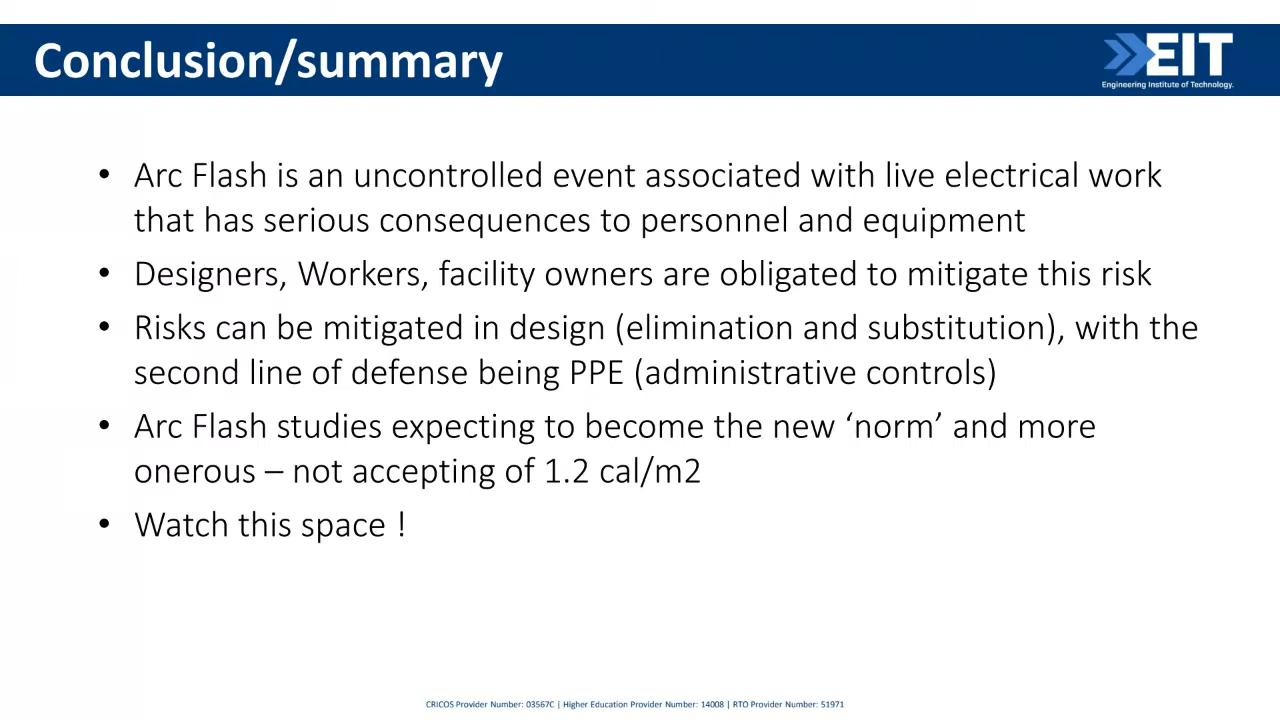 Conclusion/summary
EIT
Engineering Institute of Technology.
• Arc Flash is an uncontrolled event associated with live electrical work
that has serious consequences to personnel and equipment
• Designers, Workers, facility owners are obligated to mitigate this risk
• Risks can be mitigated in design (elimination and substitution), with the
second line of defense being PPE (administrative controls)
• Arc Flash studies expecting to become the new ‘norm’ and more
onerous – not accepting of 1.2 cal/m2
• Watch this space !
CRICOS Provider Number: 03567C | Higher Education Provider Number: 14008 | RTO Provider Number: 51971